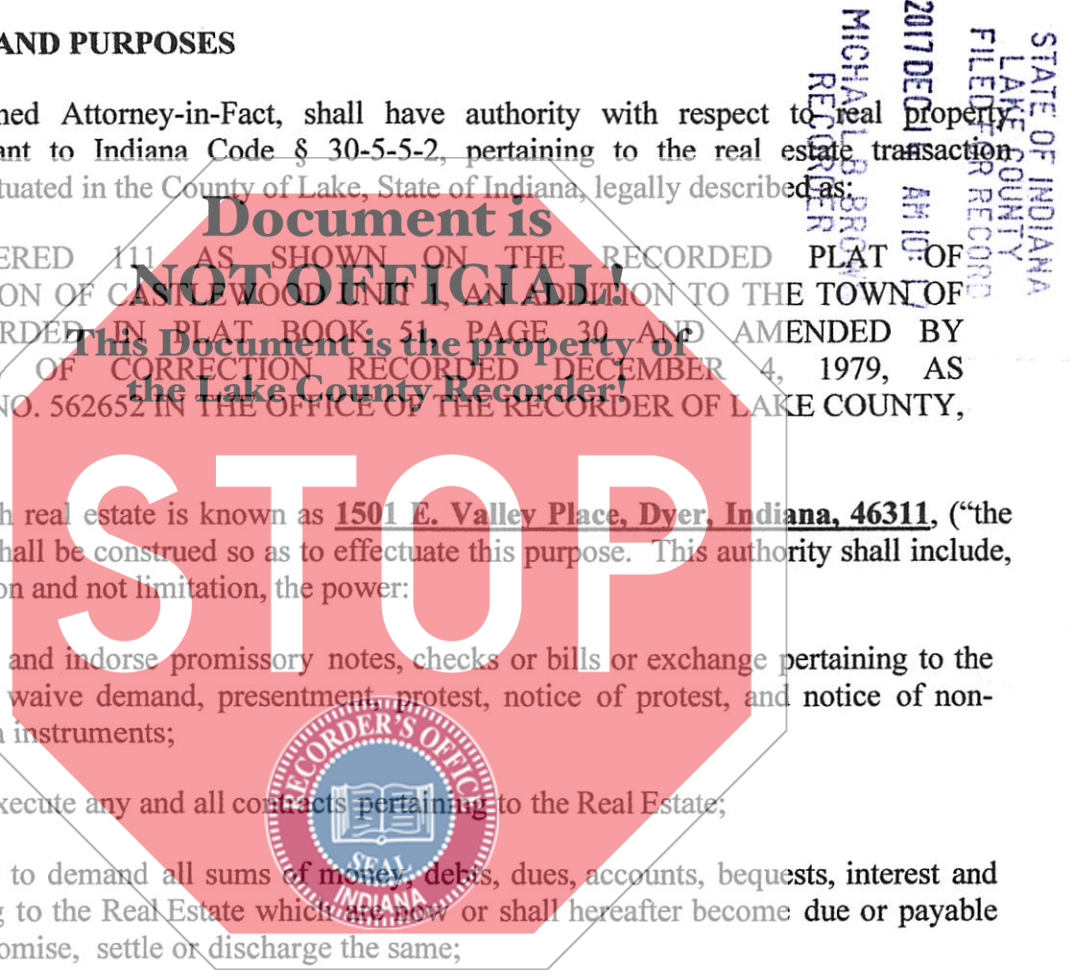 AND PURPOSES
ned Attorney-in-Fact, shall have authority with respect to real property
ant to Indiana Code § 30-5-5-2, pertaining to the real estate transaction
tuated in the County of Lake, State of Indiana, legally described as:
ERED 111 AS SHOWN ON THE RECORDED PLAT OF
ON OF CASTLEWOOD UNIT 1, AN ADDITION TO THE TOWN OF
RDED IN PLAT BOOK 51, PAGE 30 AND AMENDED BY
OF CORRECTION RECORDED DECEMBER 4, 1979, AS
NO. 562652 IN THE OFFICE OF THE RECORDER OF LAKE COUNTY,
h real estate is known as 1501 E. Valley Place, Dyer, Indiana, 46311, (“the
hall be construed so as to effectuate this purpose. This authority shall include,
on and not limitation, the power:
and indorse promissory notes, checks or bills or exchange pertaining to the
waive demand, presentment, protest, notice of protest, and notice of non-
instruments;
xecute any and all contracts pertaining to the Real Estate;
to demand all sums of money, debts, dues, accounts, bequests, interest and
g to the Real Estate which are now or shall hereafter become due or payable
omise, settle or discharge the same;
Document is
NOT OFFICIAL!
This Document is the property of
the Lake County Recorder!
STOP
RECORDER'S OFFICE
SEAL
INDIANA
STATE OF INDIANA
LAKE COUNTY
FILED FOR RECORD
2017 DEC AM 10:
MICHAEL B BROWN
RECORDER